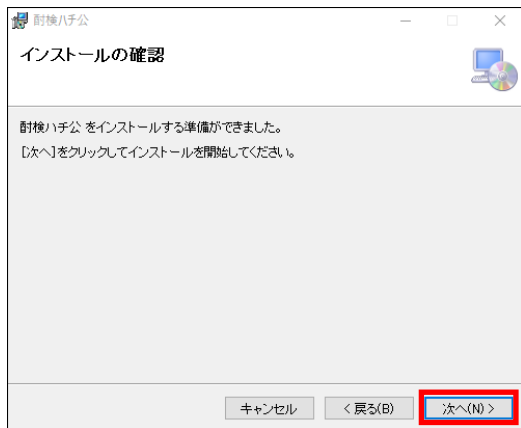 酎検ハチ公
インストールの確認
酎検ハチ公 をインストールする準備ができました。
[次へ]をクリックしてインストールを開始してください。
キャンセル
< 戻る(B)
次へ(N) >